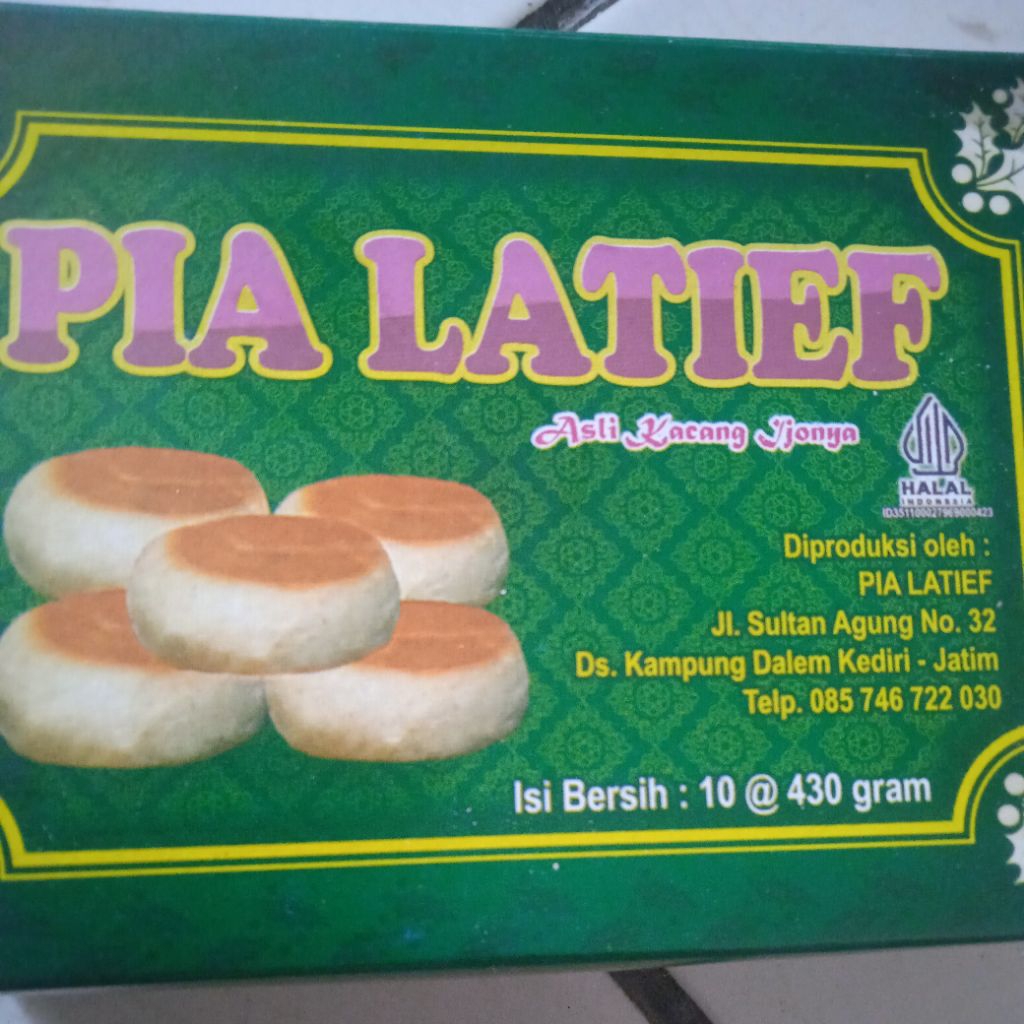 PIA LATIEF
Asli Kacang Ijonya
HALAL
INDONESIA
Diproduksi oleh :
PIA LATIEF
Jl. Sultan Agung No. 32
Ds. Kampung Dalem Kediri - Jatim
Telp. 085 746 722 030
Isi Bersih : 10 @ 430 gram